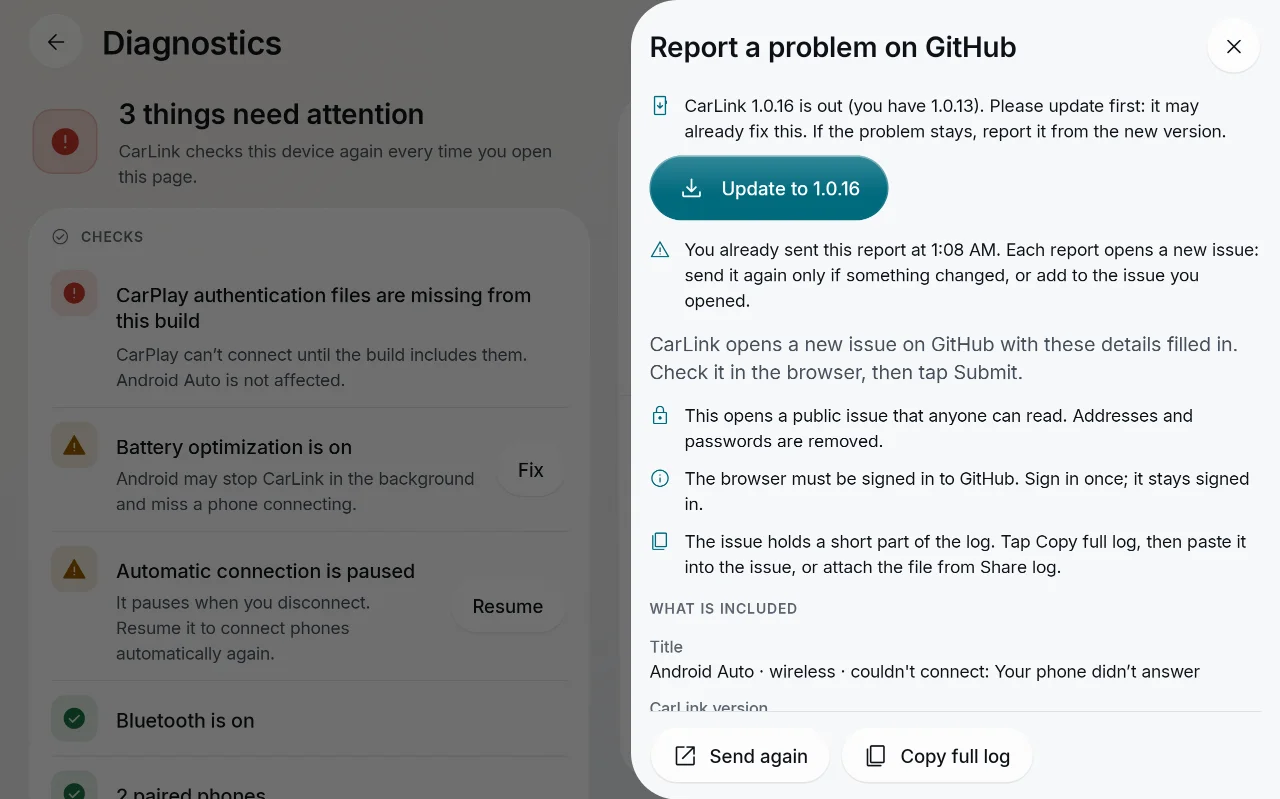 Diagnostics
3 things need attention
CarLink checks this device again every time you open
this page.
CHECKS
CarPlay authentication files are missing from
this build
CarPlay can’t connect until the build includes them.
Android Auto is not affected.
Battery optimization is on
Android may stop CarLink in the background
and miss a phone connecting.
Fix
Automatic connection is paused
It pauses when you disconnect.
Resume it to connect phones
automatically again.
Resume
Bluetooth is on
2 paired phones
Report a problem on GitHub
CarLink 1.0.16 is out (you have 1.0.13). Please update first: it may
already fix this. If the problem stays, report it from the new version.
Update to 1.0.16
You already sent this report at 1:08 AM. Each report opens a new issue:
send it again only if something changed, or add to the issue you
opened.
CarLink opens a new issue on GitHub with these details filled in.
Check it in the browser, then tap Submit.
This opens a public issue that anyone can read. Addresses and
passwords are removed.
The browser must be signed in to GitHub. Sign in once; it stays signed
in.
The issue holds a short part of the log. Tap Copy full log, then paste it
into the issue, or attach the file from Share log.
WHAT IS INCLUDED
Title
Android Auto · wireless · couldn't connect: Your phone didn’t answer
CarLink version
Send again
Copy full log